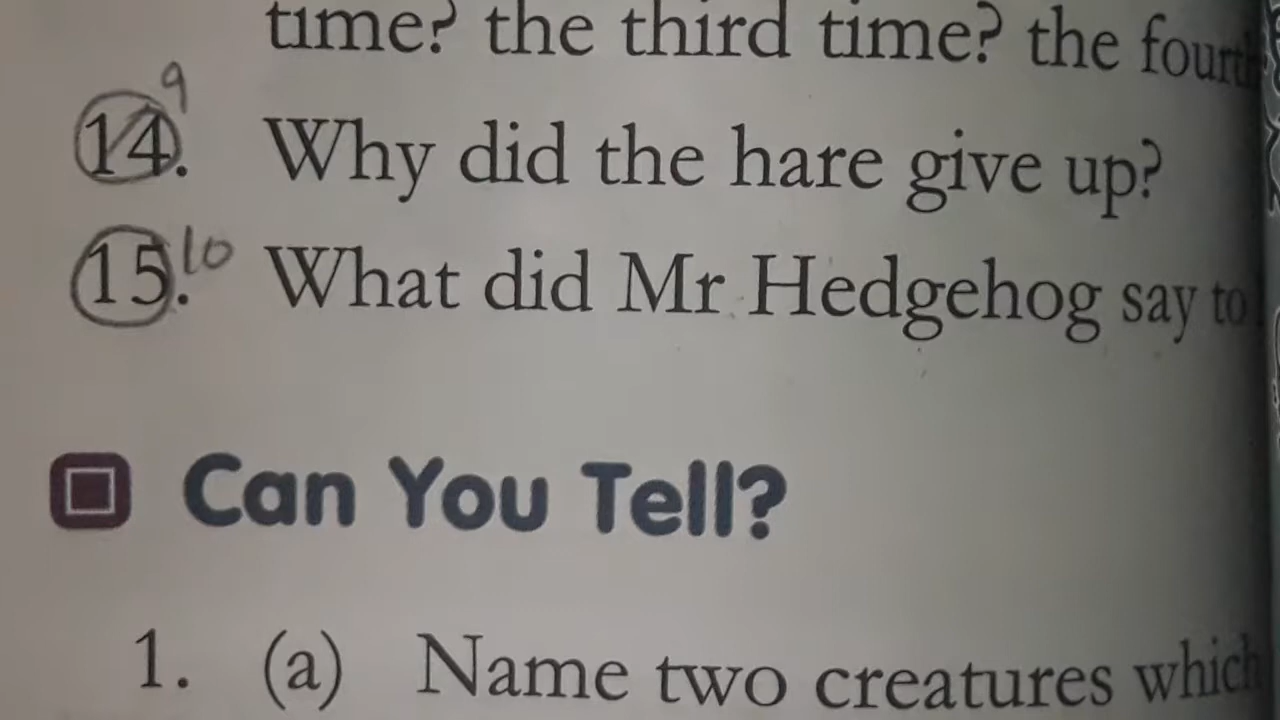 time? the third time? the fourth
9
14. Why did the hare give up?
15. 10 What did Mr Hedgehog say to
Can You Tell?
1. (a) Name two creatures which